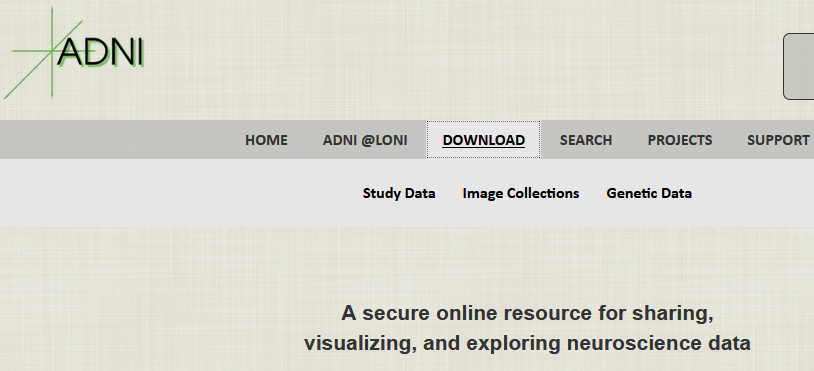 ADNI
HOME ADNI @LONI DOWNLOAD SEARCH PROJECTS SUPPORT
Study Data Image Collections Genetic Data
A secure online resource for sharing,
visualizing, and exploring neuroscience data